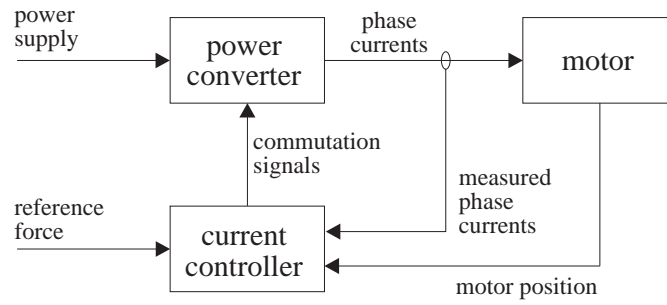 power
supply
power
converter
phase
currents
motor
commutation
signals
measured
phase
currents
reference
force
current
controller
motor position